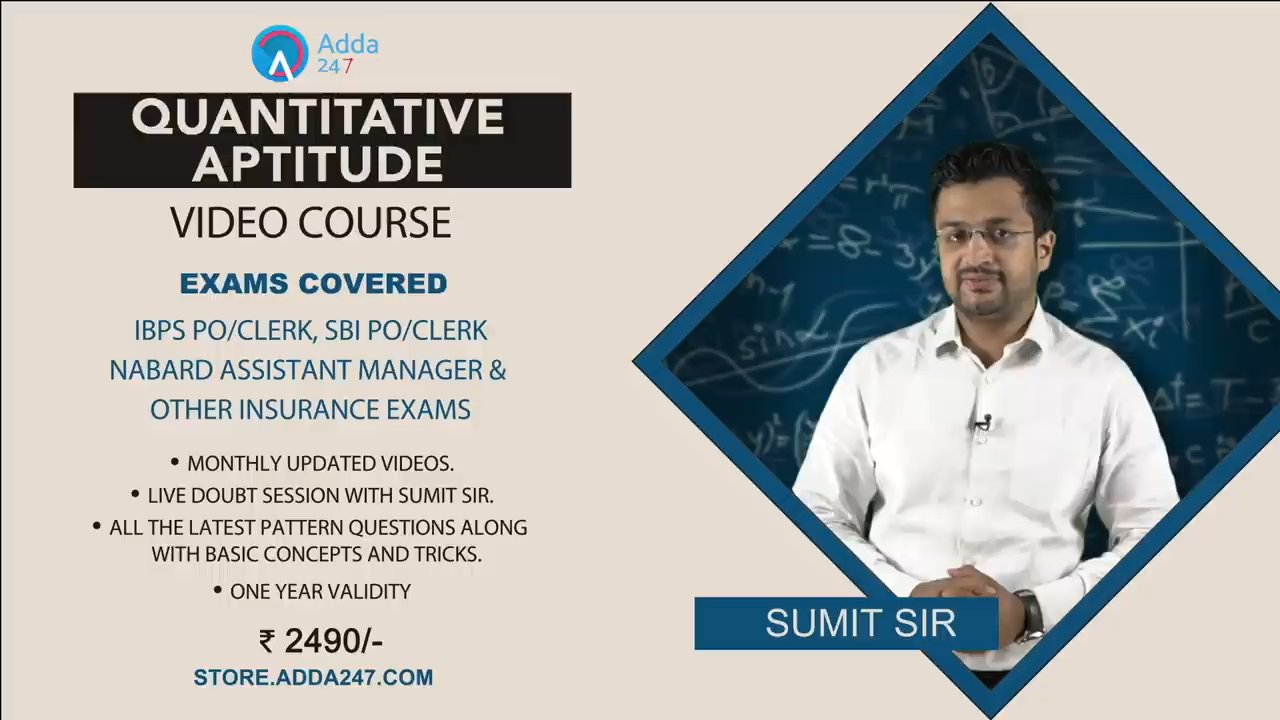 Adda
247
QUANTITATIVE
APTITUDE
VIDEO COURSE
EXAMS COVERED
IBPS PO/CLERK, SBI PO/CLERK
NABARD ASSISTANT MANAGER &
OTHER INSURANCE EXAMS
• MONTHLY UPDATED VIDEOS.
• LIVE DOUBT SESSION WITH SUMIT SIR.
• ALL THE LATEST PATTERN QUESTIONS ALONG
WITH BASIC CONCEPTS AND TRICKS.
• ONE YEAR VALIDITY
₹ 2490/-
STORE.ADDA247.COM
sinα
SUMIT SIR